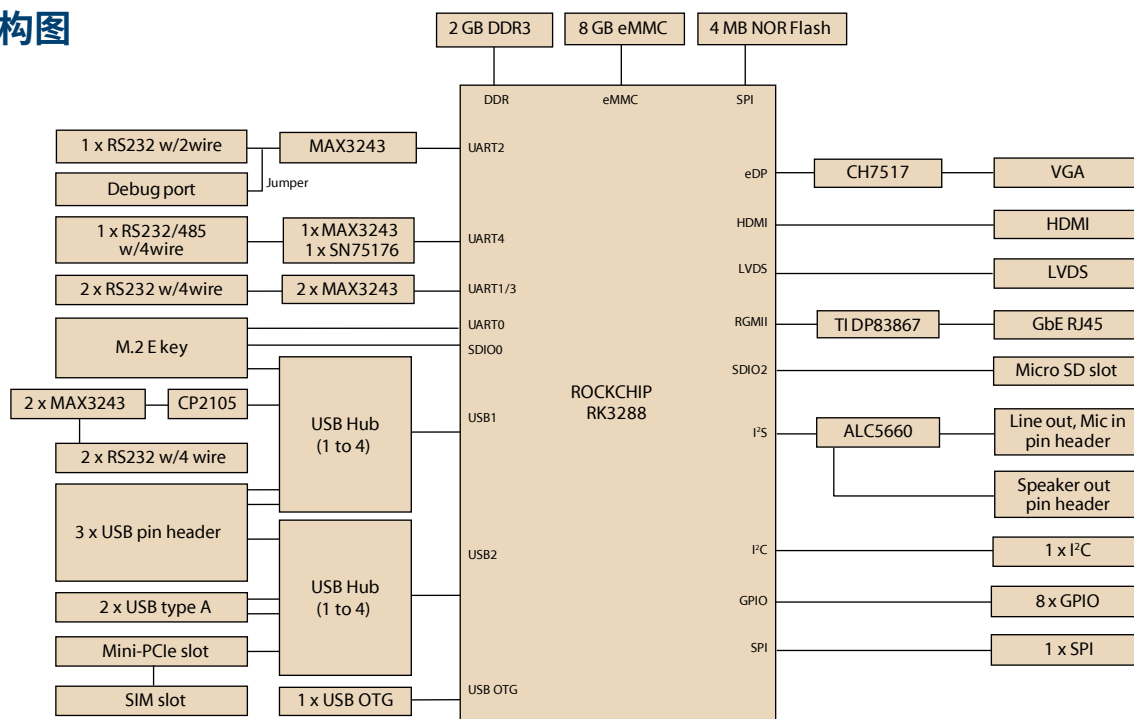 构图
2 GB DDR3
8 GB eMMC
4 MB NOR Flash
DDR
eMMC
SPI
1 x RS232 w/2wire
MAX3243
UART2
Debug port
Jumper
eDP
CH7517
VGA
1 x RS232/485
w/4wire
1x MAX3243
1 x SN75176
UART4
HDMI
HDMI
2 x RS232 w/4wire
2 x MAX3243
UART1/3
LVDS
LVDS
M.2 E key
UART0
SDIO0
RGMII
TI DP83867
GbE RJ45
SDIO2
Micro SD slot
2 x MAX3243
CP2105
USB Hub
(1 to 4)
USB1
ROCKCHIP
RK3288
2 x RS232 w/4 wire
I²S
ALC5660
Line out, Mic in
pin header
Speaker out
pin header
3 x USB pin header
USB2
I²C
1 x I²C
USB Hub
(1 to 4)
2 x USB type A
GPIO
8 x GPIO
Mini-PCIe slot
SPI
1 x SPI
SIM slot
1 x USB OTG
USB OTG